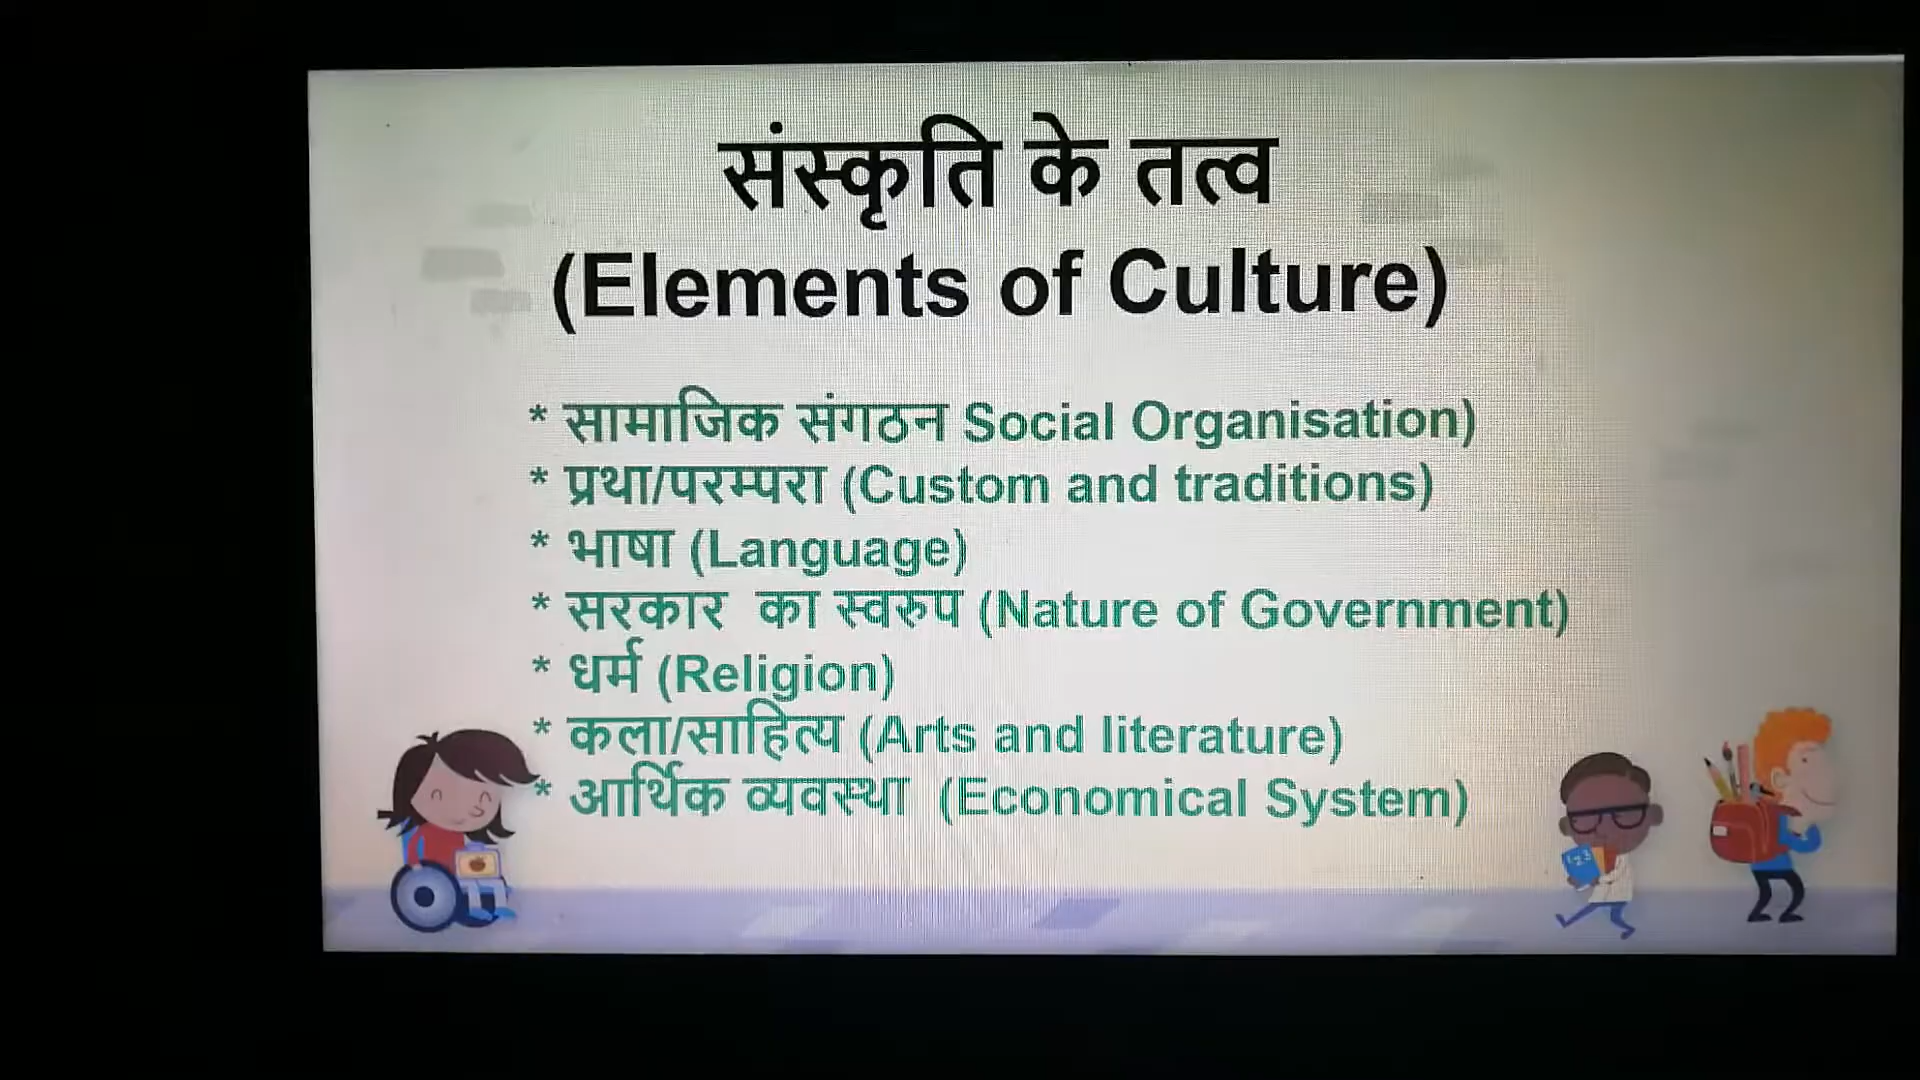 संस्कृति के तत्व
(Elements of Culture)
* सामाजिक संगठन Social Organisation)
* प्रथा/परम्परा (Custom and traditions)
* भाषा (Language)
* सरकार का स्वरुप (Nature of Government)
* धर्म (Religion)
* कला/साहित्य (Arts and literature)
* आर्थिक व्यवस्था (Economical System)
123